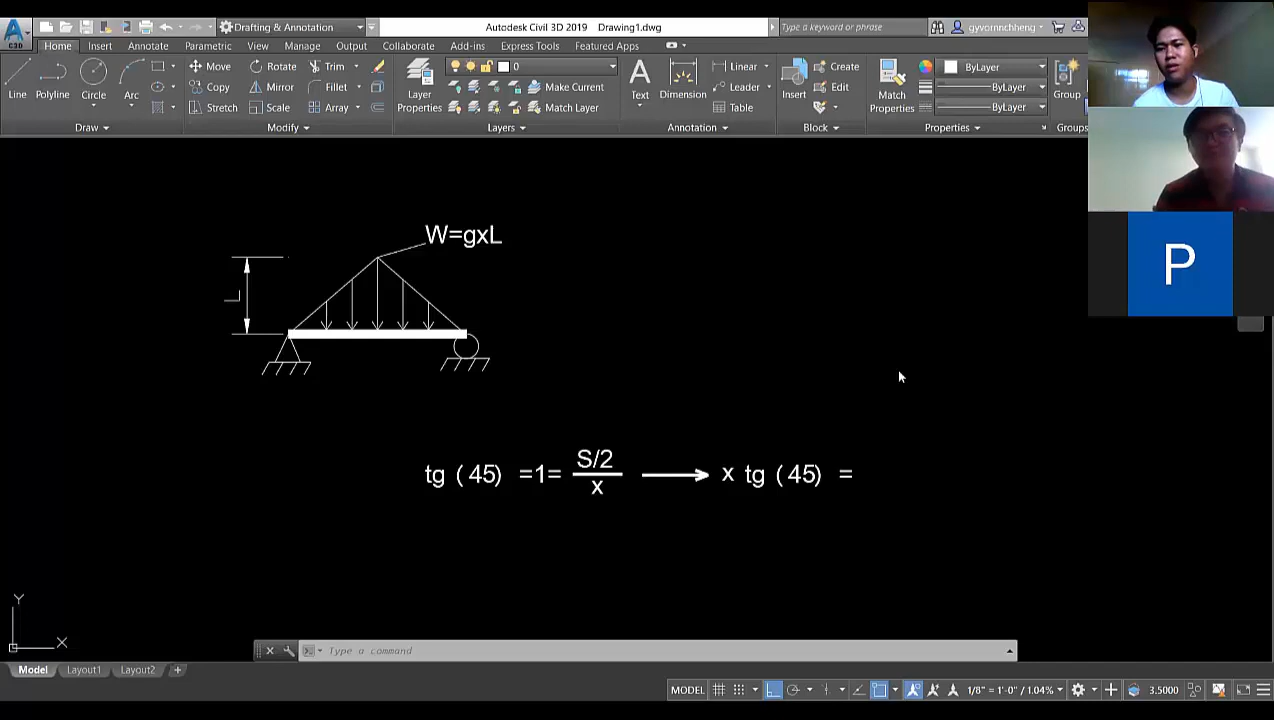 Drafting & Annotation
Autodesk Civil 3D 2019 Drawing1.dwg
Type a keyword or phrase
gyvornnchheng
C3D
Home Insert Annotate Parametric View Manage Output Collaborate Add-ins Express Tools Featured Apps
Line
Polyline
Circle
Arc
Move
Rotate
Trim
Copy
Mirror
Fillet
Stretch
Scale
Array
Layer
Properties
0
Make Current
Match Layer
Text
Dimension
Linear
Leader
Table
Insert
Create
Edit
Match
Properties
ByLayer
ByLayer
ByLayer
Group
Draw Modify Layers Annotation Block Properties Groups
P
W=gxL
L
tg (45) =1= S/2
x
x tg (45) =
Y
X
Type a command
Model Layout1 Layout2 +
MODEL 1/8" = 1'-0" / 1.04% 3.5000